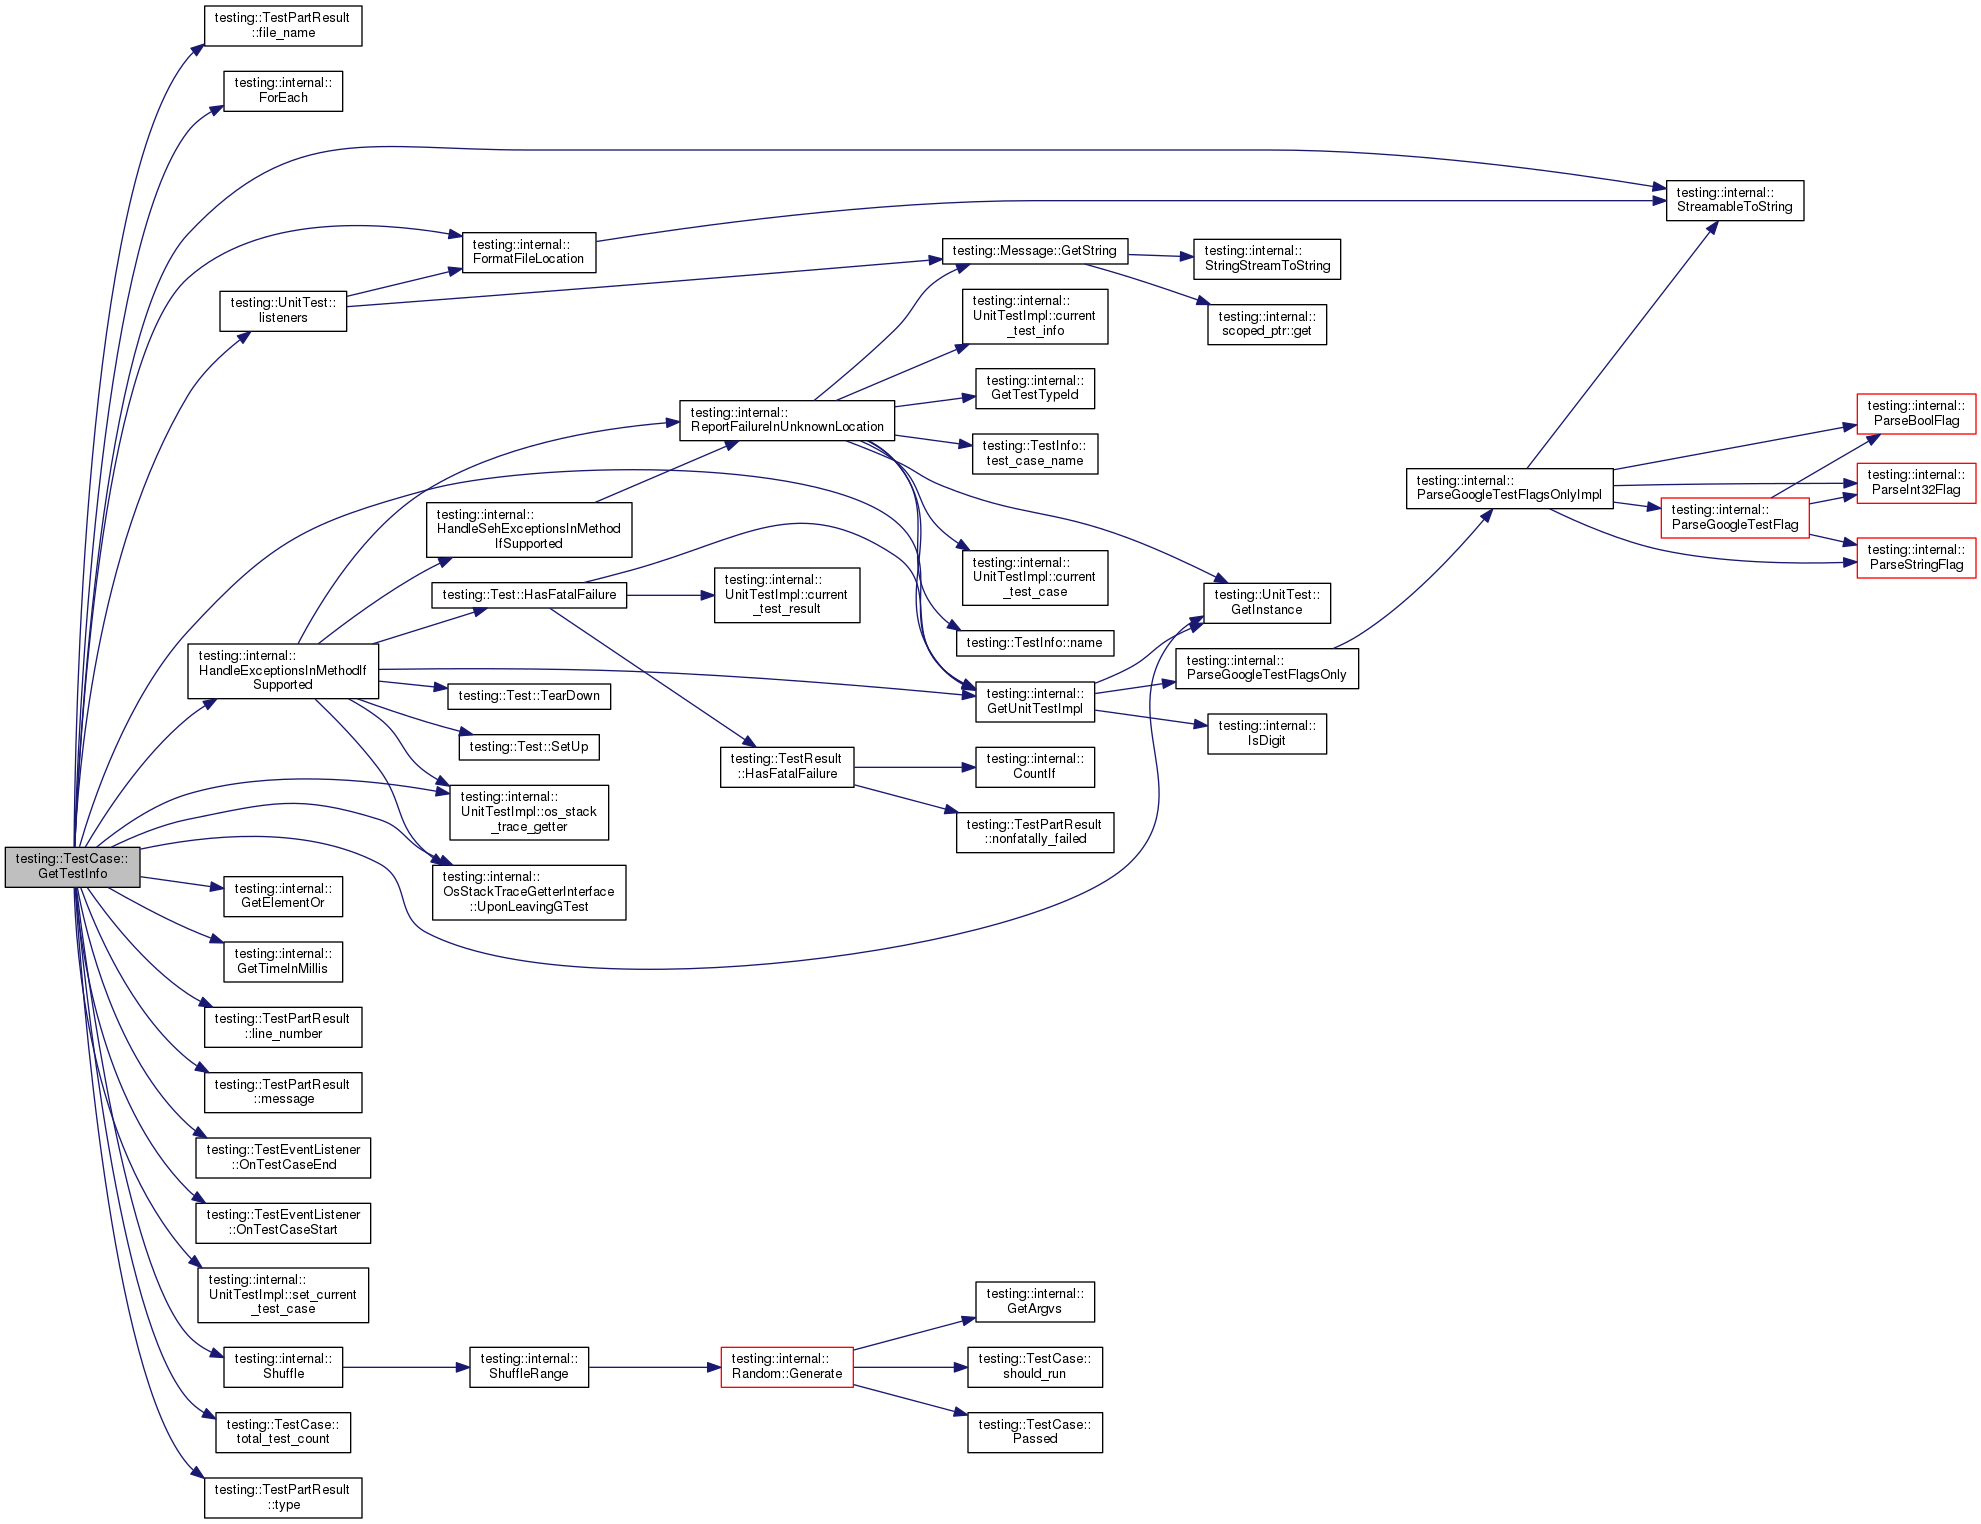 testing::TestPartResult
::file_name
testing::internal::
ForEach
testing::internal::
StreamableToString
testing::internal::
FormatFileLocation
testing::Message::GetString
testing::internal::
StringStreamToString
testing::UnitTest::
listeners
testing::internal::
UnitTestImpl::current
_test_info
testing::internal::
scoped_ptr::get
testing::internal::
GetTestTypeId
testing::internal::
ReportFailureInUnknownLocation
testing::internal::
ParseBoolFlag
testing::TestInfo::
test_case_name
testing::internal::
ParseGoogleTestFlagsOnlyImpl
testing::internal::
ParseInt32Flag
testing::internal::
HandleSehExceptionsInMethod
IfSupported
testing::internal::
ParseGoogleTestFlag
testing::internal::
ParseStringFlag
testing::internal::
UnitTestImpl::current
_test_case
testing::Test::HasFatalFailure
testing::internal::
UnitTestImpl::current
_test_result
testing::UnitTest::
GetInstance
testing::TestInfo::name
testing::internal::
HandleExceptionsInMethodIf
Supported
testing::internal::
ParseGoogleTestFlagsOnly
testing::Test::TearDown
testing::internal::
GetUnitTestImpl
testing::internal::
IsDigit
testing::Test::SetUp
testing::TestResult
::HasFatalFailure
testing::internal::
CountIf
testing::internal::
UnitTestImpl::os_stack
_trace_getter
testing::TestPartResult
::nonfatally_failed
testing::TestCase::
GetTestInfo
testing::internal::
OsStackTraceGetterInterface
::UponLeavingGTest
testing::internal::
GetElementOr
testing::internal::
GetTimeInMillis
testing::TestPartResult
::line_number
testing::TestPartResult
::message
testing::TestEventListener
::OnTestCaseEnd
testing::TestEventListener
::OnTestCaseStart
testing::internal::
UnitTestImpl::set_current
_test_case
testing::internal::
GetArgvs
testing::internal::
Shuffle
testing::internal::
ShuffleRange
testing::internal::
Random::Generate
testing::TestCase::
should_run
testing::TestCase::
total_test_count
testing::TestCase::
Passed
testing::TestPartResult
::type